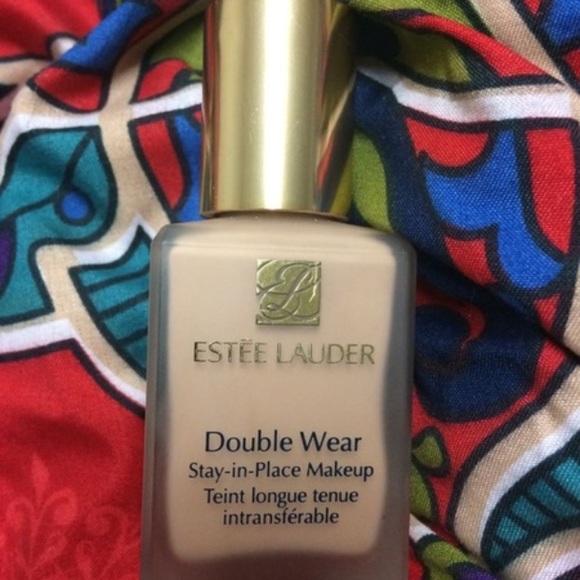 ESTĒE LAUDER
Double Wear
Stay-in-Place Makeup
Teint longue tenue
intransférable